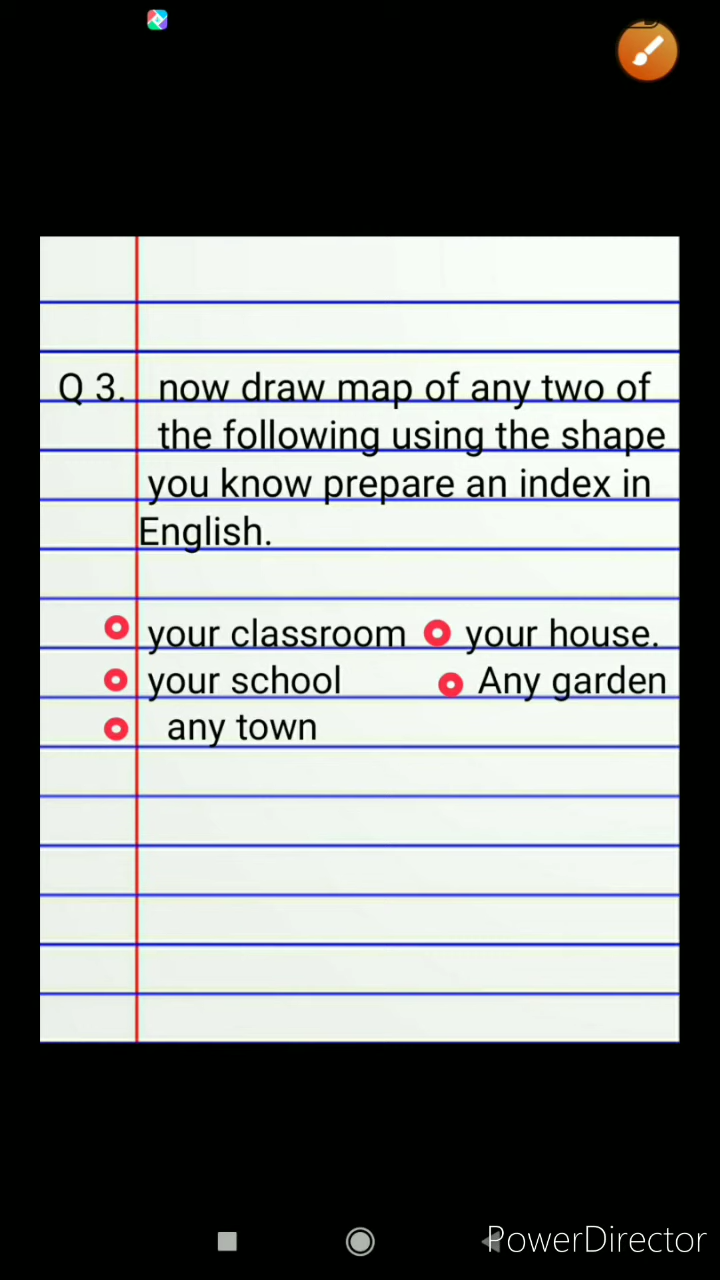 Q 3. now draw map of any two of
the following using the shape
you know prepare an index in
English.
your classroom your house.
your school Any garden
any town
PowerDirector